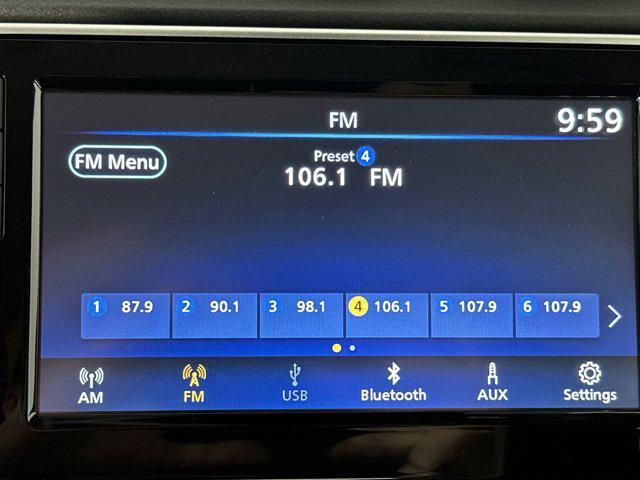 FM 9:59
FM Menu
Preset 4
106.1 FM
1 87.9 2 90.1 3 98.1 4 106.1 5 107.9 6 107.9
AM FM USB Bluetooth AUX Settings